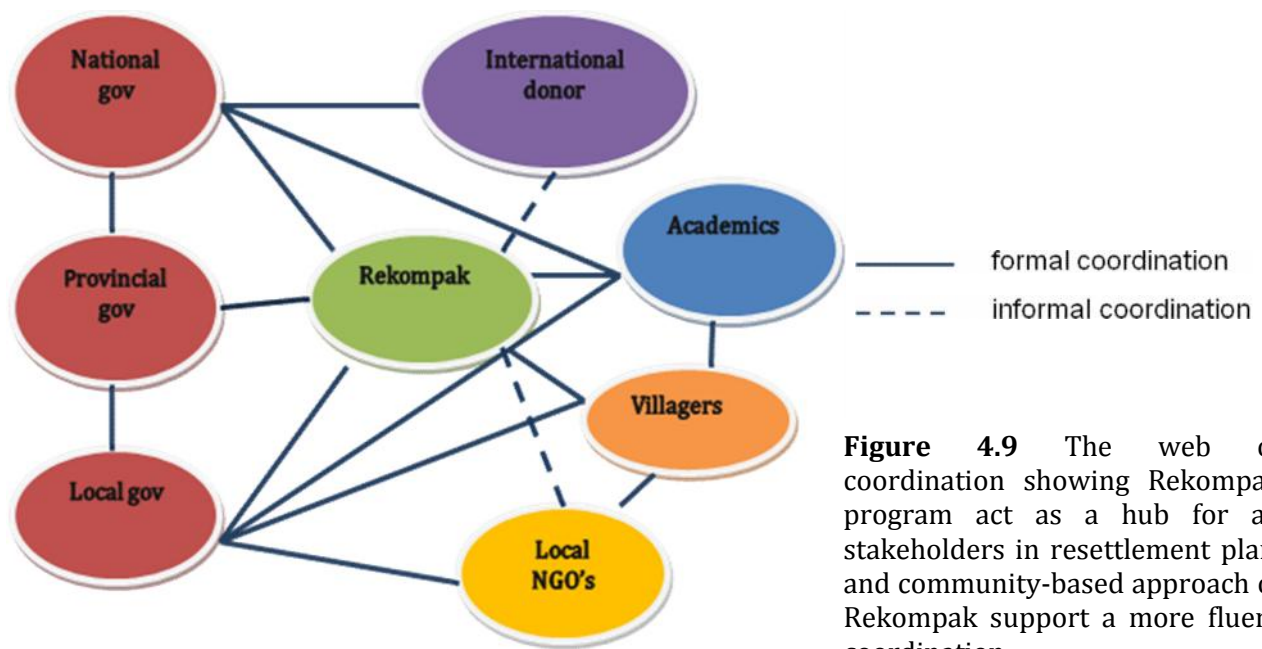 National
gov
International
donor
Academics
Rekompak
Provincial
gov
formal coordination
informal coordination
Villagers
Local gov
Local
NGO's
Figure 4.9 The web
coordination showing Rekompa
program act as a hub for a
stakeholders in resettlement plan
and community-based approach
Rekompak support a more fluen